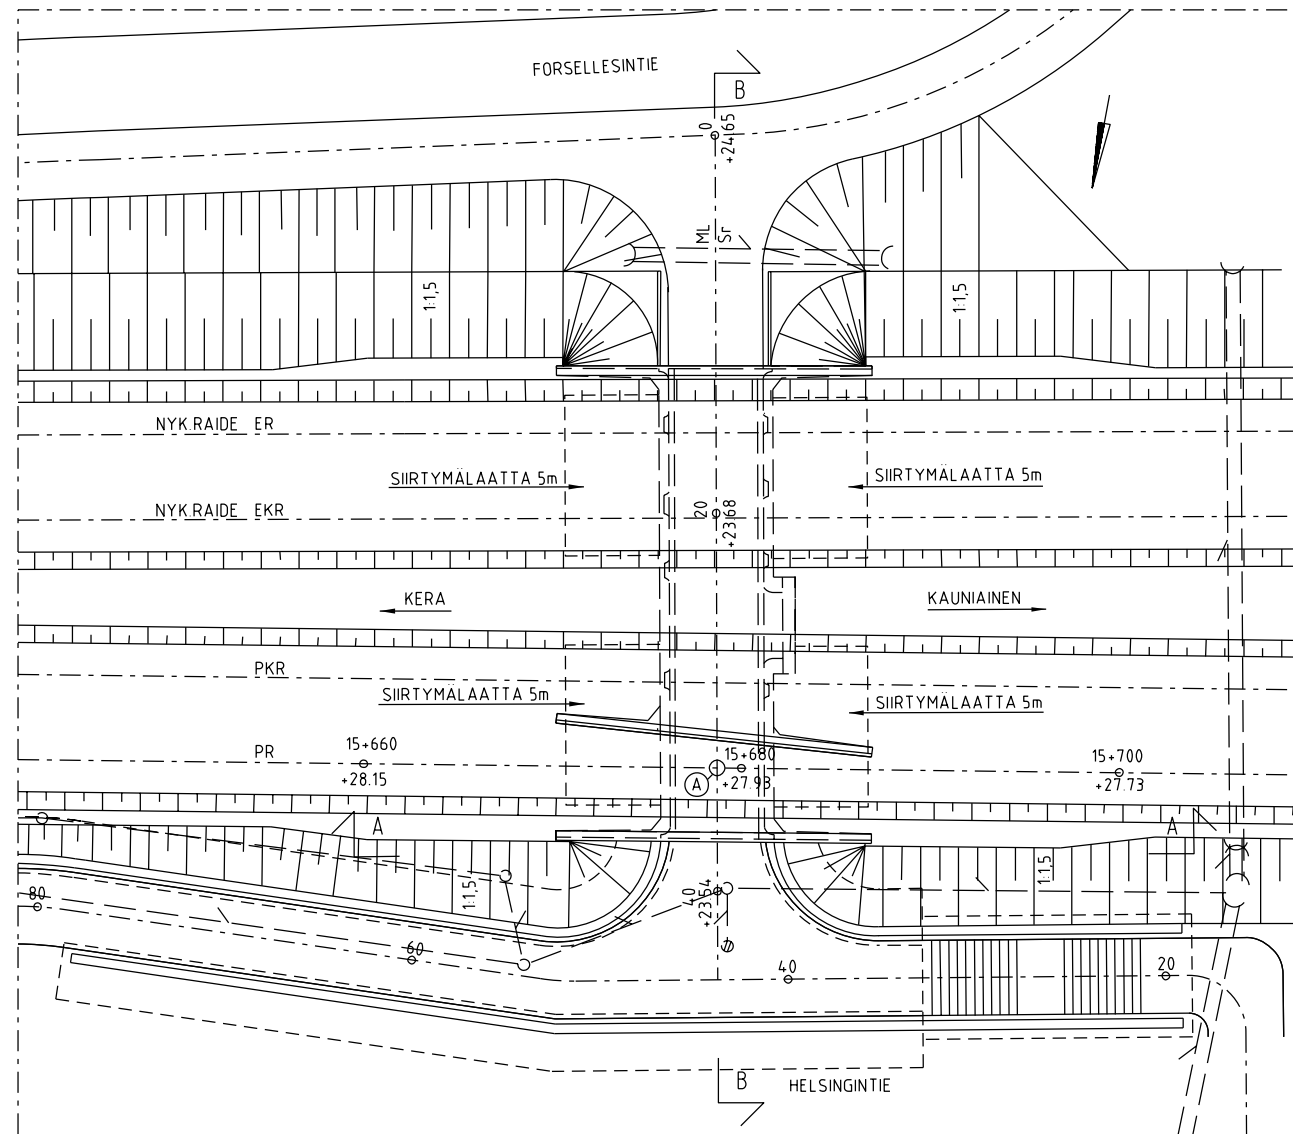 FORSELLESINTIE
B
0
+24.65
ML
Sr
1:1,5
1:1,5
NYK.RAIDE ER
SIIRTYMÄLAATTA 5m
SIIRTYMÄLAATTA 5m
NYK.RAIDE EKR
20
+23.68
KERA
KAUNIAINEN
PKR
SIIRTYMÄLAATTA 5m
SIIRTYMÄLAATTA 5m
PR
15+660
15+680
15+700
+28.15
A
+27.93
+27.73
A
A
1:1,5
1:1,5
80
40
+23.54
60
40
20
B
HELSINGINTIE